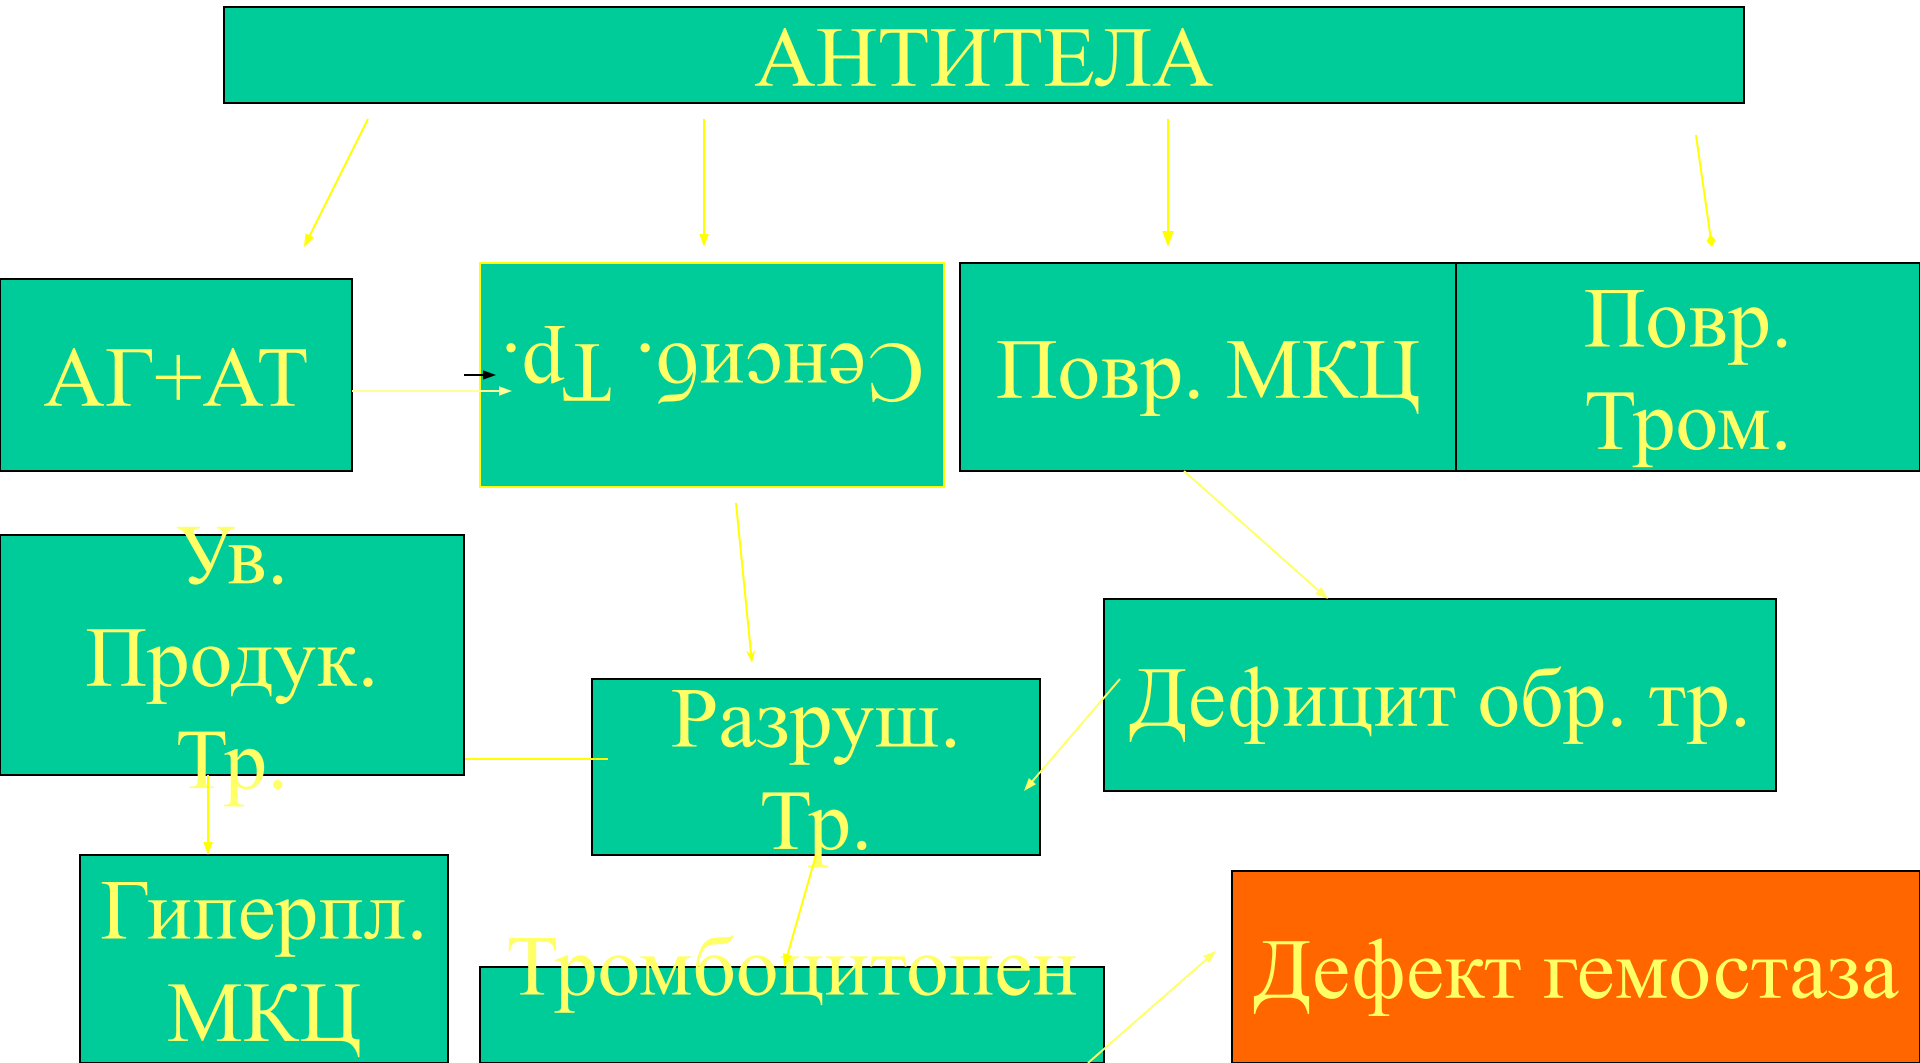 АНТИТЕЛА
АГ+АТ
Сенсиб. Тр.
Повр. МКЦ
Повр.
Тром.
Ув.
Продук.
Тр.
Разруш.
Тр.
Дефицит обр. тр.
Гиперпл.
МКЦ
Тромбоцитопен
Дефект гемостаза